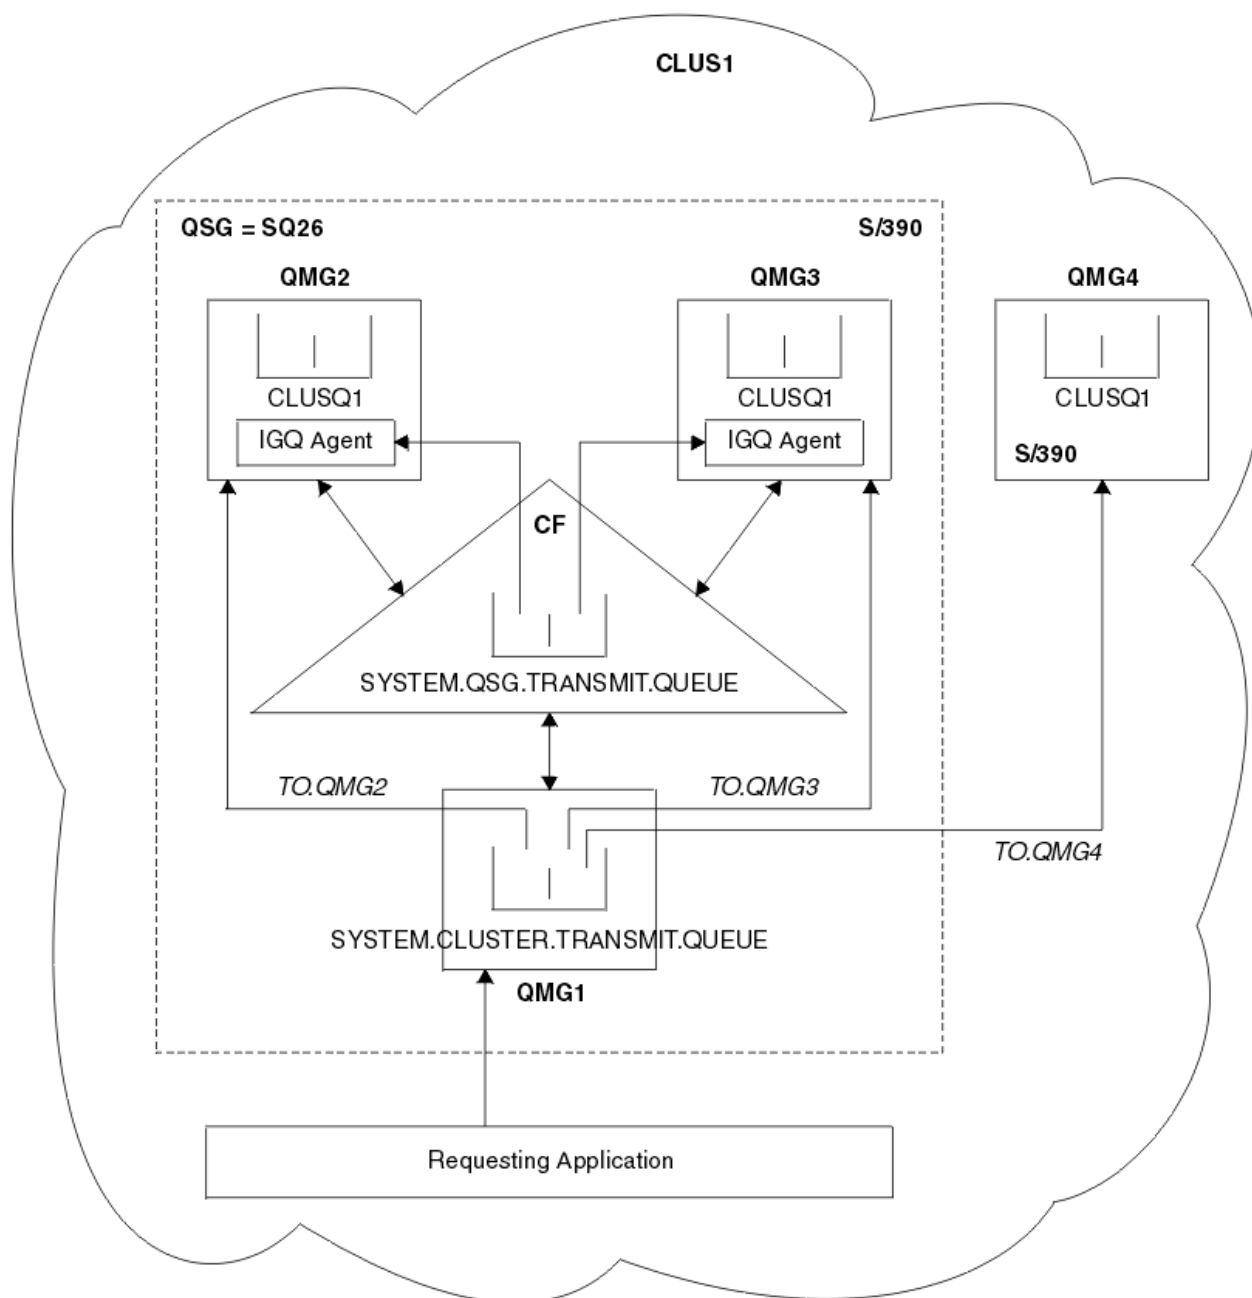 CLUS1
QSG = SQ26
S/390
QMG2
QMG3
QMG4
CLUSQ1
CLUSQ1
CLUSQ1
IGQ Agent
IGQ Agent
S/390
CF
SYSTEM.QSG.TRANSMIT.QUEUE
TO.QMG2
TO.QMG3
TO.QMG4
SYSTEM.CLUSTER.TRANSMIT.QUEUE
QMG1
Requesting Application